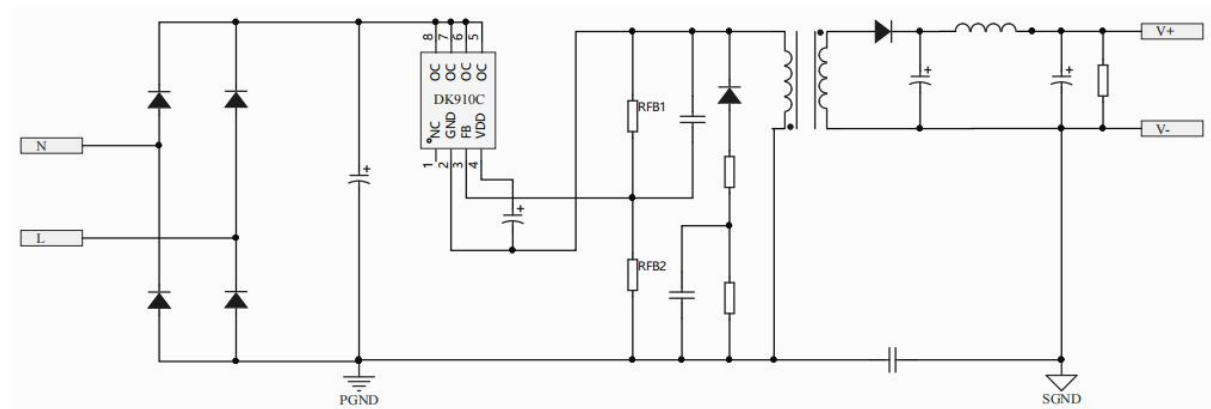 N
L
+
PGND
8 7 6 5
OC OC OC OC
DK910C
NC GND FB VDD
1 2 3 4
+
RFB1
RFB2
+
+
V+
V-
SGND